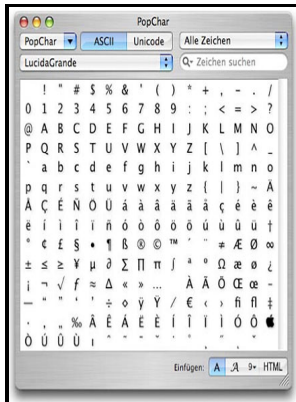 PopChar
PopChar ASCII Unicode Alle Zeichen
LucidaGrande Zeichen suchen
! " # $ % & ' ( ) * + , - . /
0 1 2 3 4 5 6 7 8 9 : ; < = > ?
@ A B C D E F G H I J K L M N O
P Q R S T U V W X Y Z [ \ ] ^ _
` a b c d e f g h i j k l m n o
p q r s t u v w x y z { | } ~ Ä
Å Ç É Ñ Ö Ü á à â ä ã å ç é è ê
ë í ì î ï ñ ó ò ô ö õ ú ù û ü †
° ¢ £ § • ¶ ß ® © ™ ´ ¨ ≠ Æ Ø ∞
± ≤ ≥ ¥ µ ∂ ∑ ∏ π ∫ ª º Ω æ ø ¿
¡ ¬ √ ƒ ≈ ∆ « » … À Ã Õ Œ œ –
— “ ” ‘ ’ ÷ ◊ ÿ Ÿ ⁄ € ‹ › ﬁ ﬂ ‡
· ‚ „ ‰ Â Ê Á Ë È Í Î Ï Ì Ó Ô 
Ò Ú Û Ù ı
Einfügen: A A 9 HTML